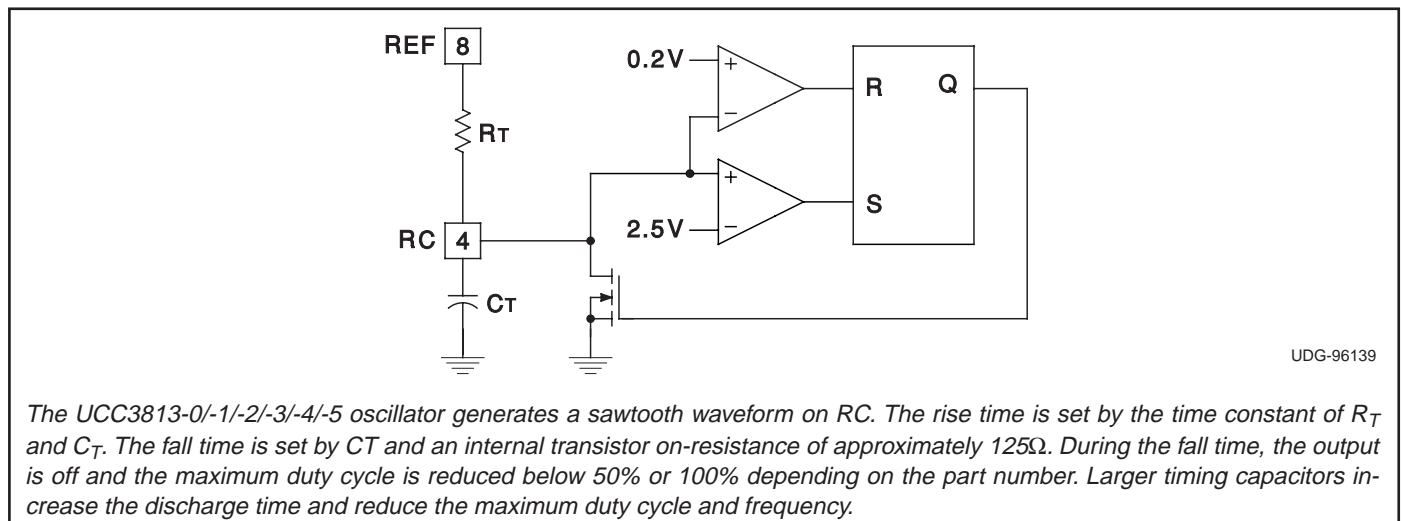 REF 8
0.2V
+
−
R
Q
RT
+
−
S
2.5V
RC 4
CT
UDG-96139
The UCC3813-0/-1/-2/-3/-4/-5 oscillator generates a sawtooth waveform on RC. The rise time is set by the time constant of RT
and CT. The fall time is set by CT and an internal transistor on-resistance of approximately 125Ω. During the fall time, the output
is off and the maximum duty cycle is reduced below 50% or 100% depending on the part number. Larger timing capacitors in-
crease the discharge time and reduce the maximum duty cycle and frequency.